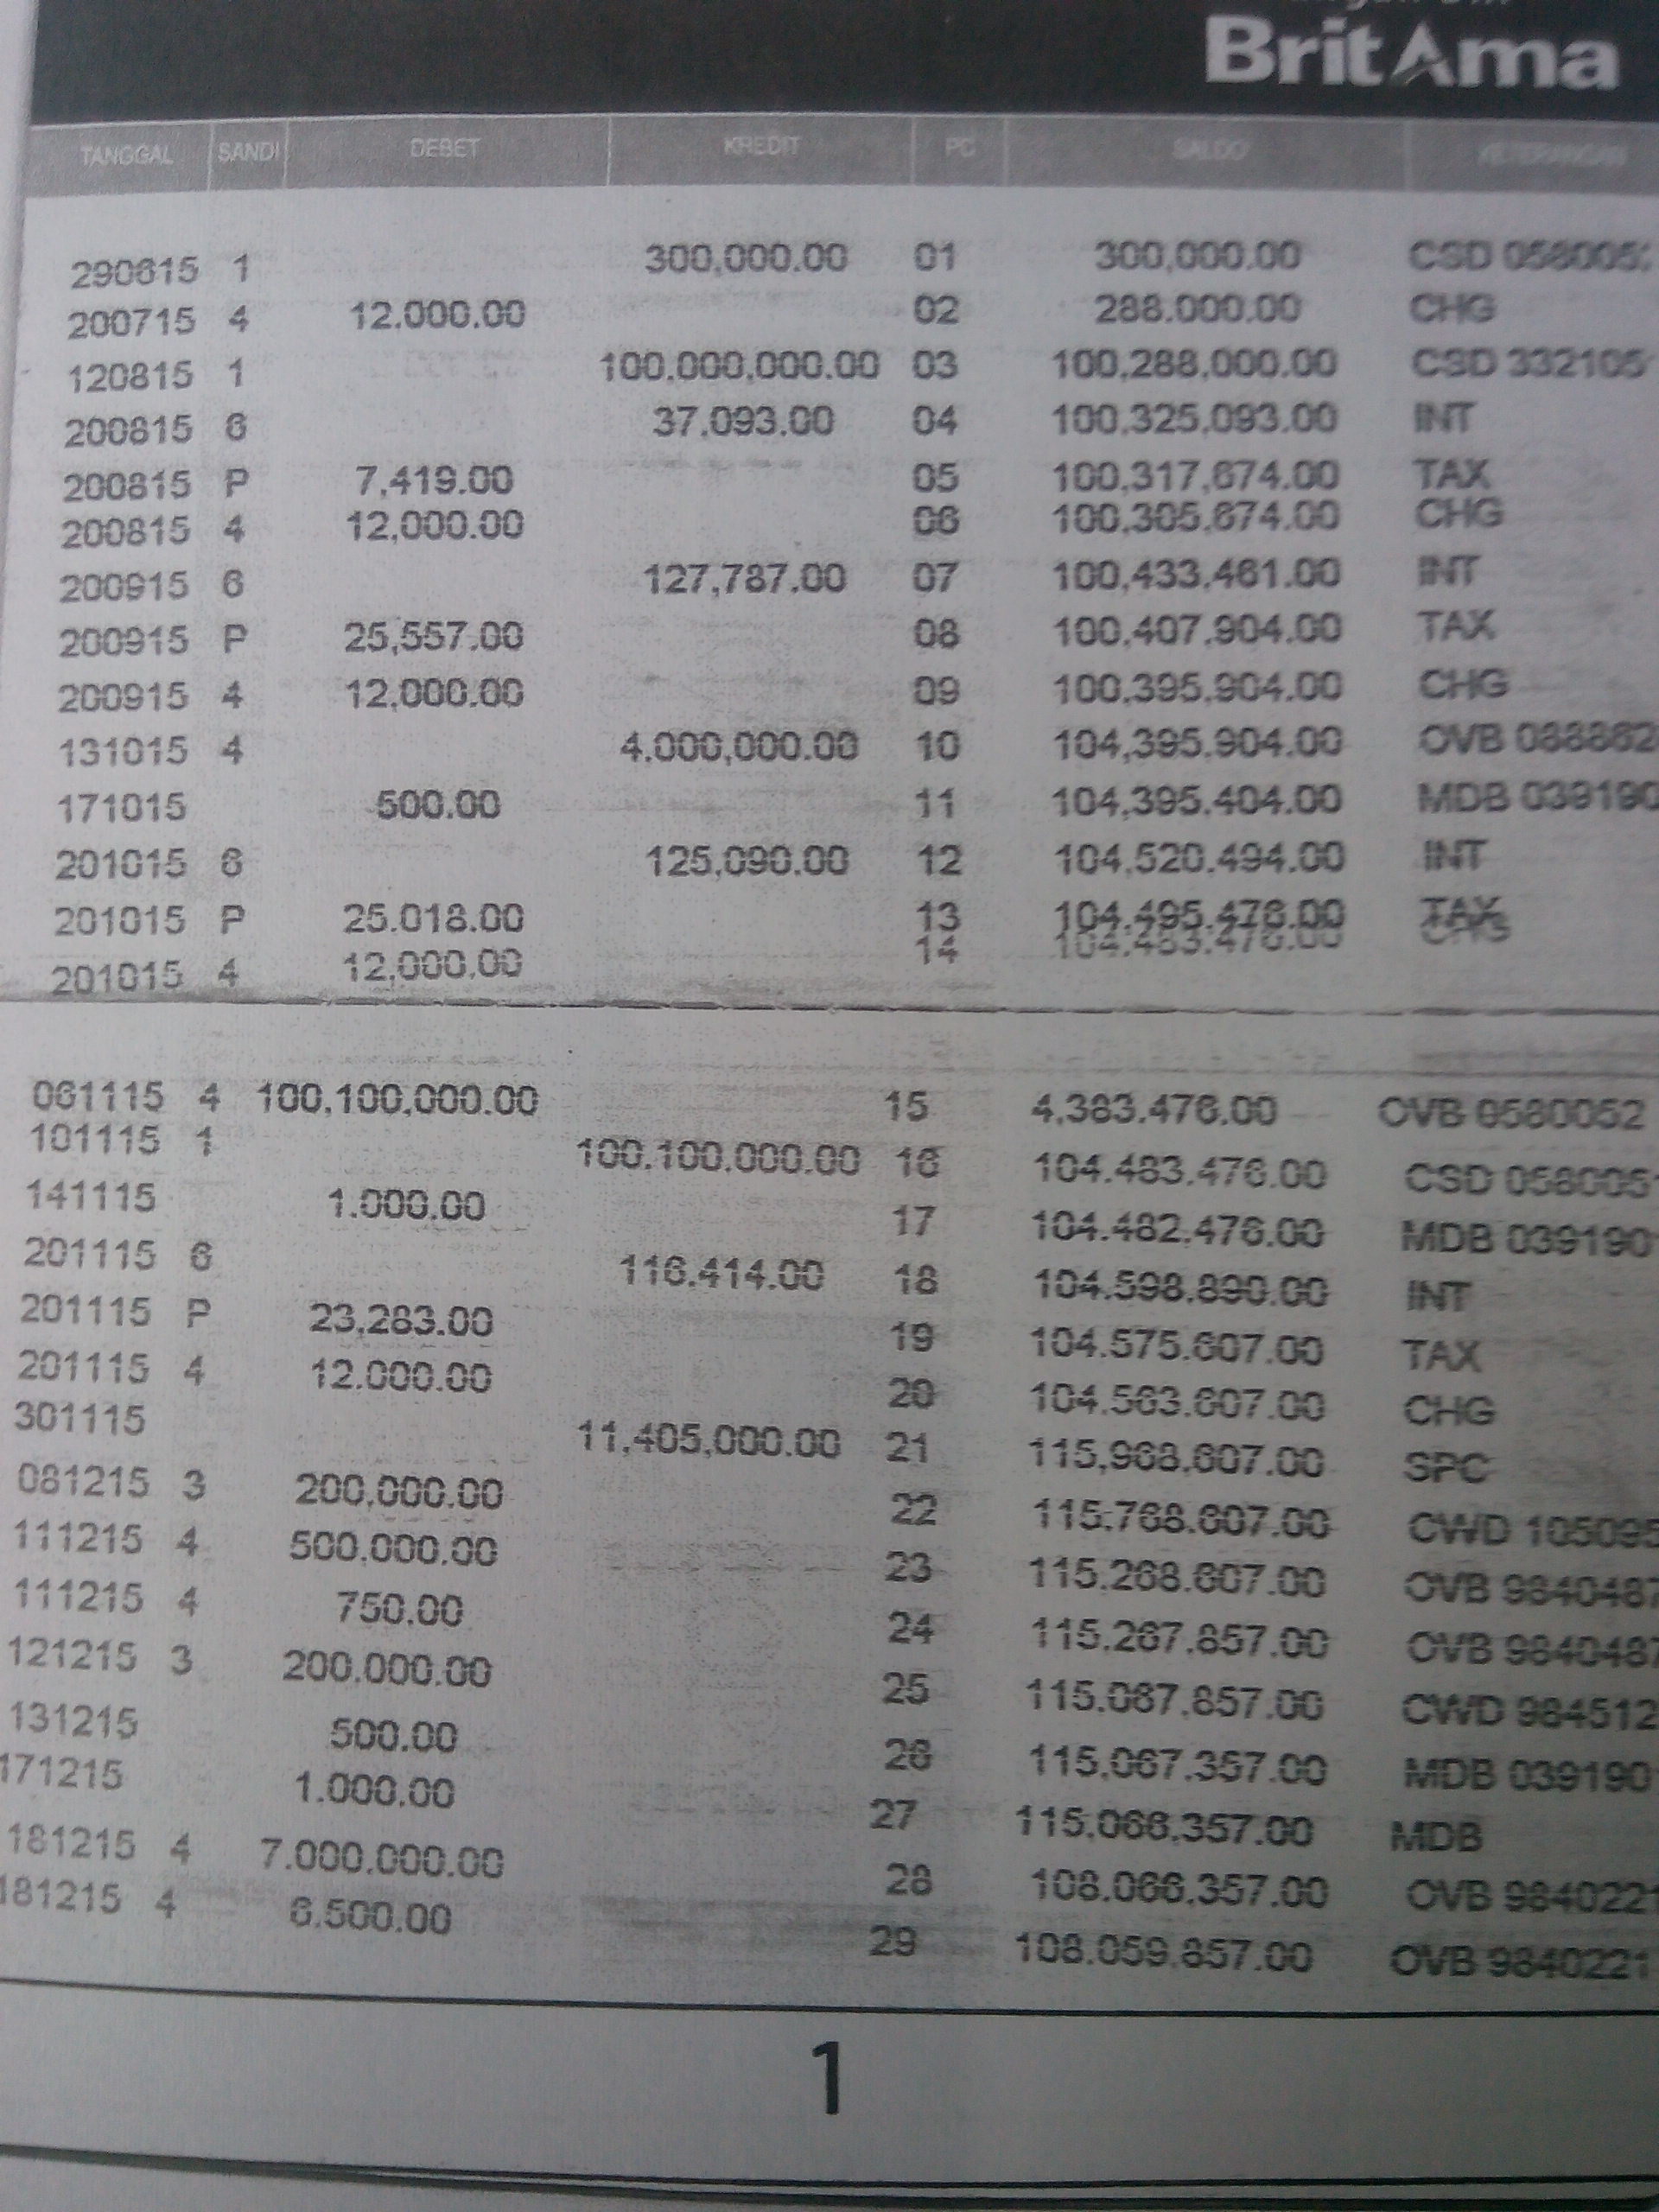 BritAma
TANGGAL SANDI DEBET KREDIT PC SALDO KETERANGAN
290615 1 300,000.00 01 300,000.00 CSD 058005
200715 4 12.000.00 02 288.000.00 CHG
120815 1 100.000,000.00 03 100,288,000.00 CSD 332105
200815 6 37.093.00 04 100,325,093.00 INT
200815 P 7,419.00 05 100,317,674.00 TAX
200815 4 12,000.00 06 100,305,674.00 CHG
200915 6 127,787.00 07 100,433.461.00 INT
200915 P 25,557.00 08 100,407,904.00 TAX
200915 4 12,000.00 09 100,395,904.00 CHG
131015 4 4.000,000.00 10 104,395.904.00 OVB 088862
171015 500.00 11 104,395,404.00 MDB 039190
201015 6 125,090.00 12 104,520,494.00 INT
201015 P 25.018.00 13 104.495.476.00 TAX
201015 4 12,000.00 14 104.483.476.00 CHG
061115 4 100,100,000.00 15 4,383.476.00 OVB 0580052
101115 1 100.100.000.00 16 104.483.476.00 CSD 058005
141115 1.000.00 17 104.482.476.00 MDB 039190
201115 6 116.414.00 18 104.598.890.00 INT
201115 P 23,283.00 19 104.575.607.00 TAX
201115 4 12.000.00 20 104.563.607.00 CHG
301115 11,405,000.00 21 115,968,607.00 SPC
081215 3 200,000.00 22 115.768.607.00 CWD 105095
111215 4 500.000.00 23 115.268.607.00 OVB 9840487
111215 4 750.00 24 115.267.857.00 OVB 9840487
121215 3 200.000.00 25 115.067.857.00 CWD 984512
131215 500.00 26 115,067.357.00 MDB 039190
171215 1.000.00 27 115,066,357.00 MDB
181215 4 7.000,000.00 28 108.066,357.00 OVB 9840221
181215 4 6.500.00 29 108.059.857.00 OVB 9840221
1